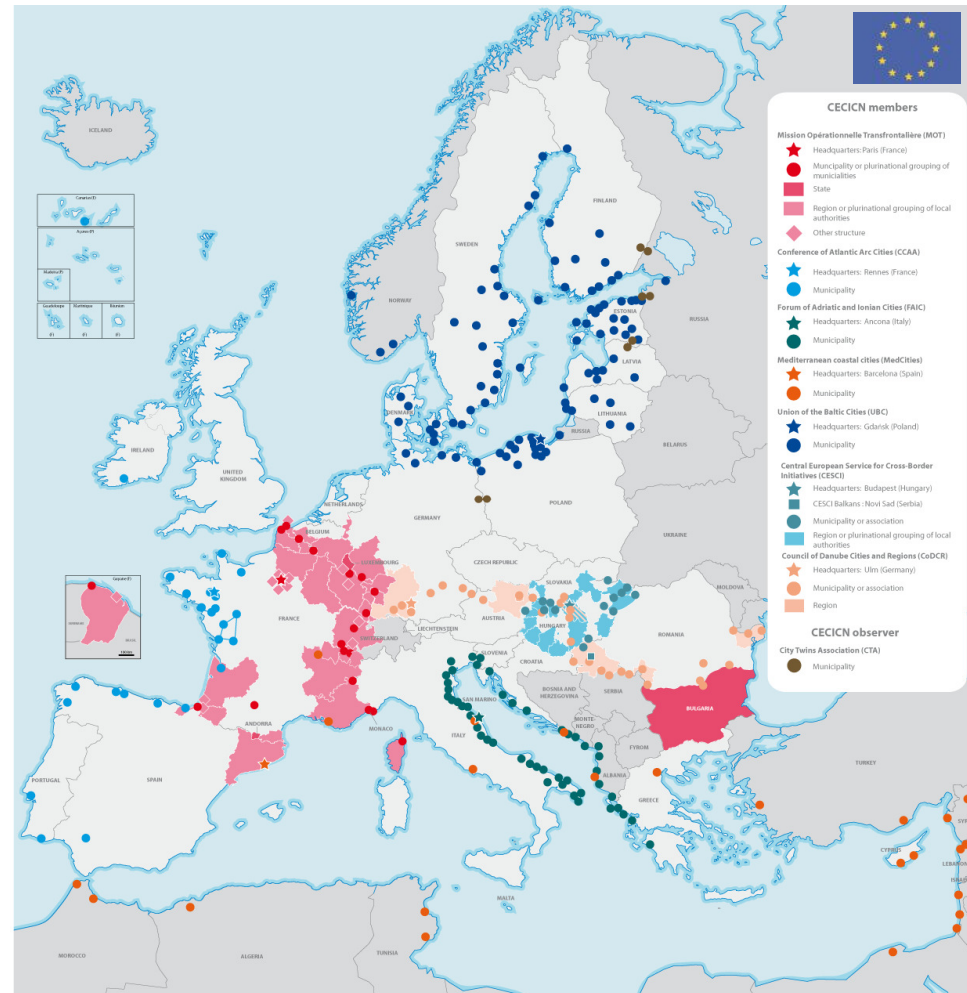 CECICN members
Mission Opérationnelle Transfrontalière (MOT)
Headquarters: Paris (France)
Muncipality or plurinational grouping of
municialities
State
Region or plurinational grouping of local
authorities
Other structure
Conference of Atlantic Arc Cities (CCAA)
Headquarters: Rennes (France)
Municipality
Forum of Adriatic and Ionian Cities (FAIC)
Headquarters: Ancona (Italy)
Municipality
Mediterranean coastal cities (MedCities)
Headquarters: Barcelona (Spain)
Municipality
Union of the Baltic Cities (UBC)
Headquarters: Gdańsk (Poland)
Municipality
Central European Service for Cross-Border
Initiatives (CESCI)
Headquarters: Budapest (Hungary)
CESCI Balkans : Novi Sad (Serbia)
Municipality or association
Region or plurinational grouping of local
authorities
Council of Danube Cities and Regions (CoDCR)
Headquarters: Ulm (Germany)
Municipality or association
Region
CECICN observer
City Twins Association (CTA)
Municipality
ICELAND
FINLAND
SWEDEN
NORWAY
RUSSIA
ESTONIA
LATVIA
DENMARK
LITHUANIA
RUSSIA
BELARUS
IRELAND
UNITED
KINGDOM
NETHERLANDS
POLAND
GERMANY
BELGIUM
UKRAINE
LUXEMBOURG
CZECH REPUBLIC
SLOVAKIA
MOLDOVA
AUSTRIA
FRANCE
LIECHTENSTEIN
HUNGARY
SWITZERLAND
ROMANIA
SLOVENIA
CROATIA
BOSNIA AND
HERZEGOVINA
SERBIA
SAN MARINO
BULGARIA
ANDORRA
MONACO
MONTE-
NEGRO
ITALY
FYROM
PORTUGAL
SPAIN
ALBANIA
TURKEY
GREECE
CYPRUS
MALTA
MOROCCO
ALGERIA
TUNISIA